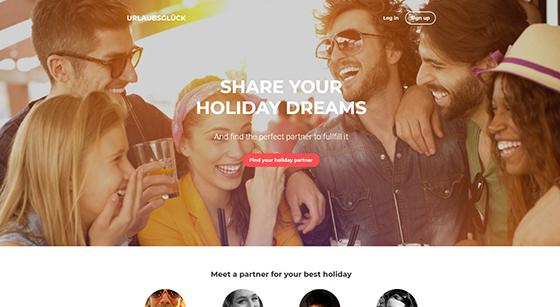 URLAUBSGLÜCK
Log in
Sign up
SHARE YOUR
HOLIDAY DREAMS
And find the perfect partner to fullfill it
Find your holiday partner
Meet a partner for your best holiday